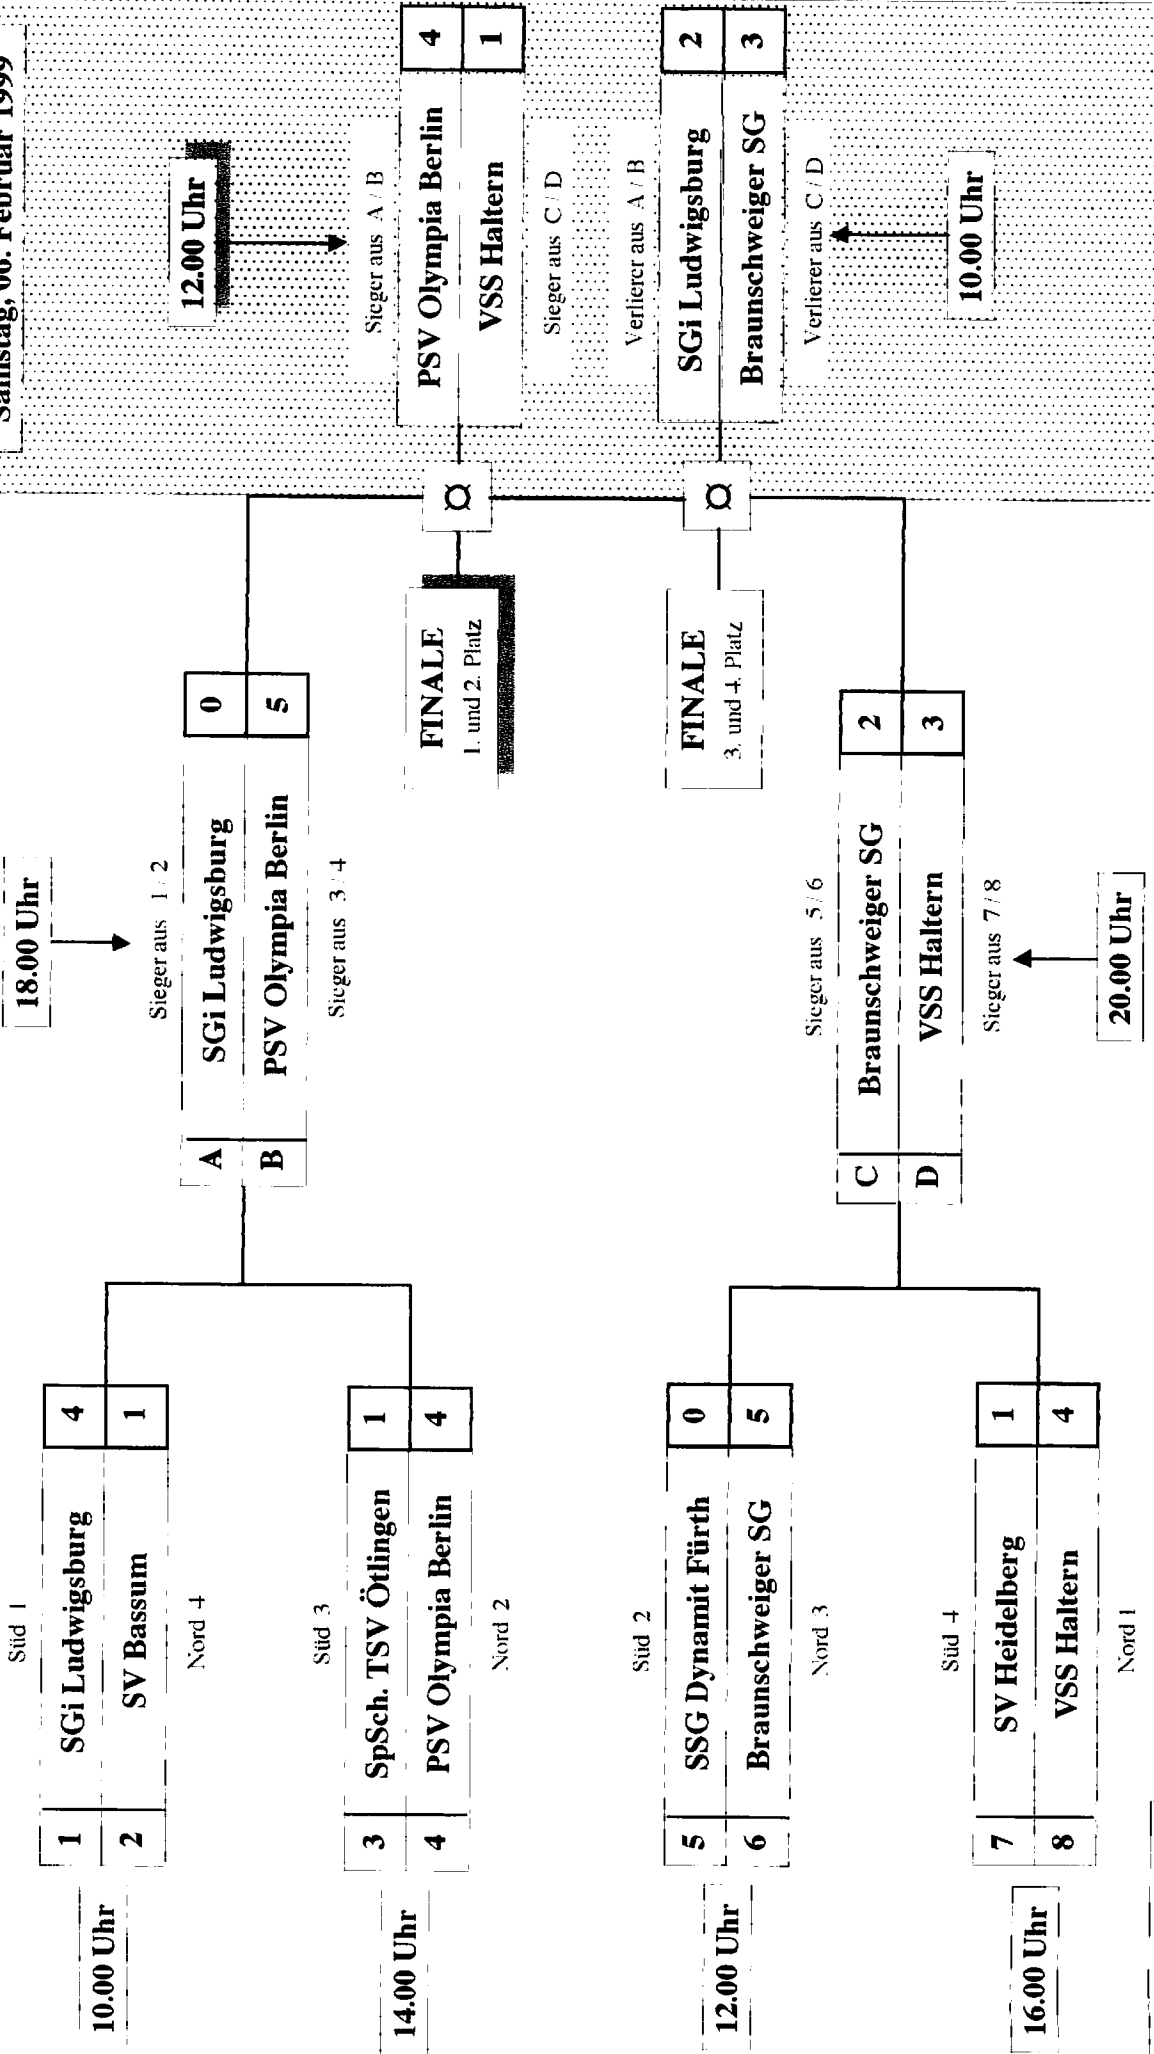 Samstag, 06. Februar 1999
10.00 Uhr
Süd 1
1 SGi Ludwigsburg 4
2 SV Bassum 1
Nord 4
14.00 Uhr
Süd 3
3 SpSch. TSV Ötlingen 1
4 PSV Olympia Berlin 4
Nord 2
12.00 Uhr
Süd 2
5 SSG Dynamit Fürth 0
6 Braunschweiger SG 5
Nord 3
16.00 Uhr
Süd 4
7 SV Heidelberg 1
8 VSS Haltern 4
Nord 1
18.00 Uhr
Sieger aus 1 / 2
A SGi Ludwigsburg 0
B PSV Olympia Berlin 5
Sieger aus 3 / 4
Sieger aus 5 / 6
C Braunschweiger SG 2
D VSS Haltern 3
Sieger aus 7 / 8
20.00 Uhr
FINALE
1. und 2. Platz
FINALE
3. und 4. Platz
12.00 Uhr
Sieger aus A / B
PSV Olympia Berlin 4
VSS Haltern 1
Sieger aus C / D
Verlierer aus A / B
SGi Ludwigsburg 2
Braunschweiger SG 3
Verlierer aus C / D
10.00 Uhr